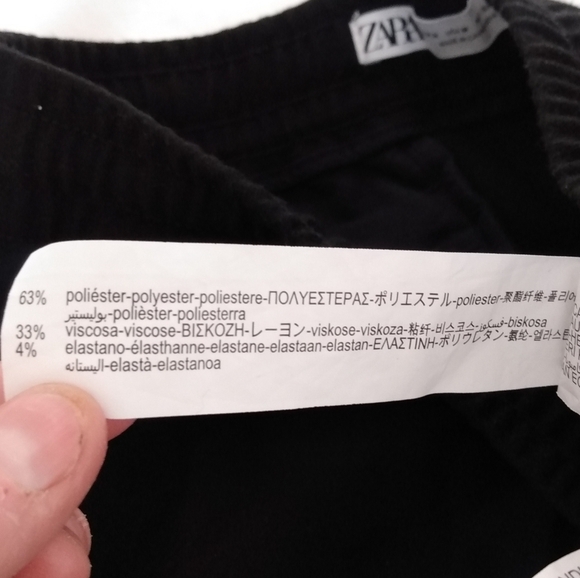 ZARA
63% poliéster-polyester-poliestere-ΠΟΛΥΕΣΤΕΡΑΣ-ポリエステル-poliester-聚酯纤维-폴리에
بوليستير-polièster-poliesterra
33% viscosa-viscose-ΒΙΣΚΟΖΗ-レーヨン-viskose-viskoza-粘纤-비스코스-فسكوز-biskosa
4% elastano-élasthanne-elastane-elastaan-elastan-ΕΛΑΣΤΙΝΗ-ポリウレタン-氨纶-엘라스탄
اليستانه-elastà-elastanoa